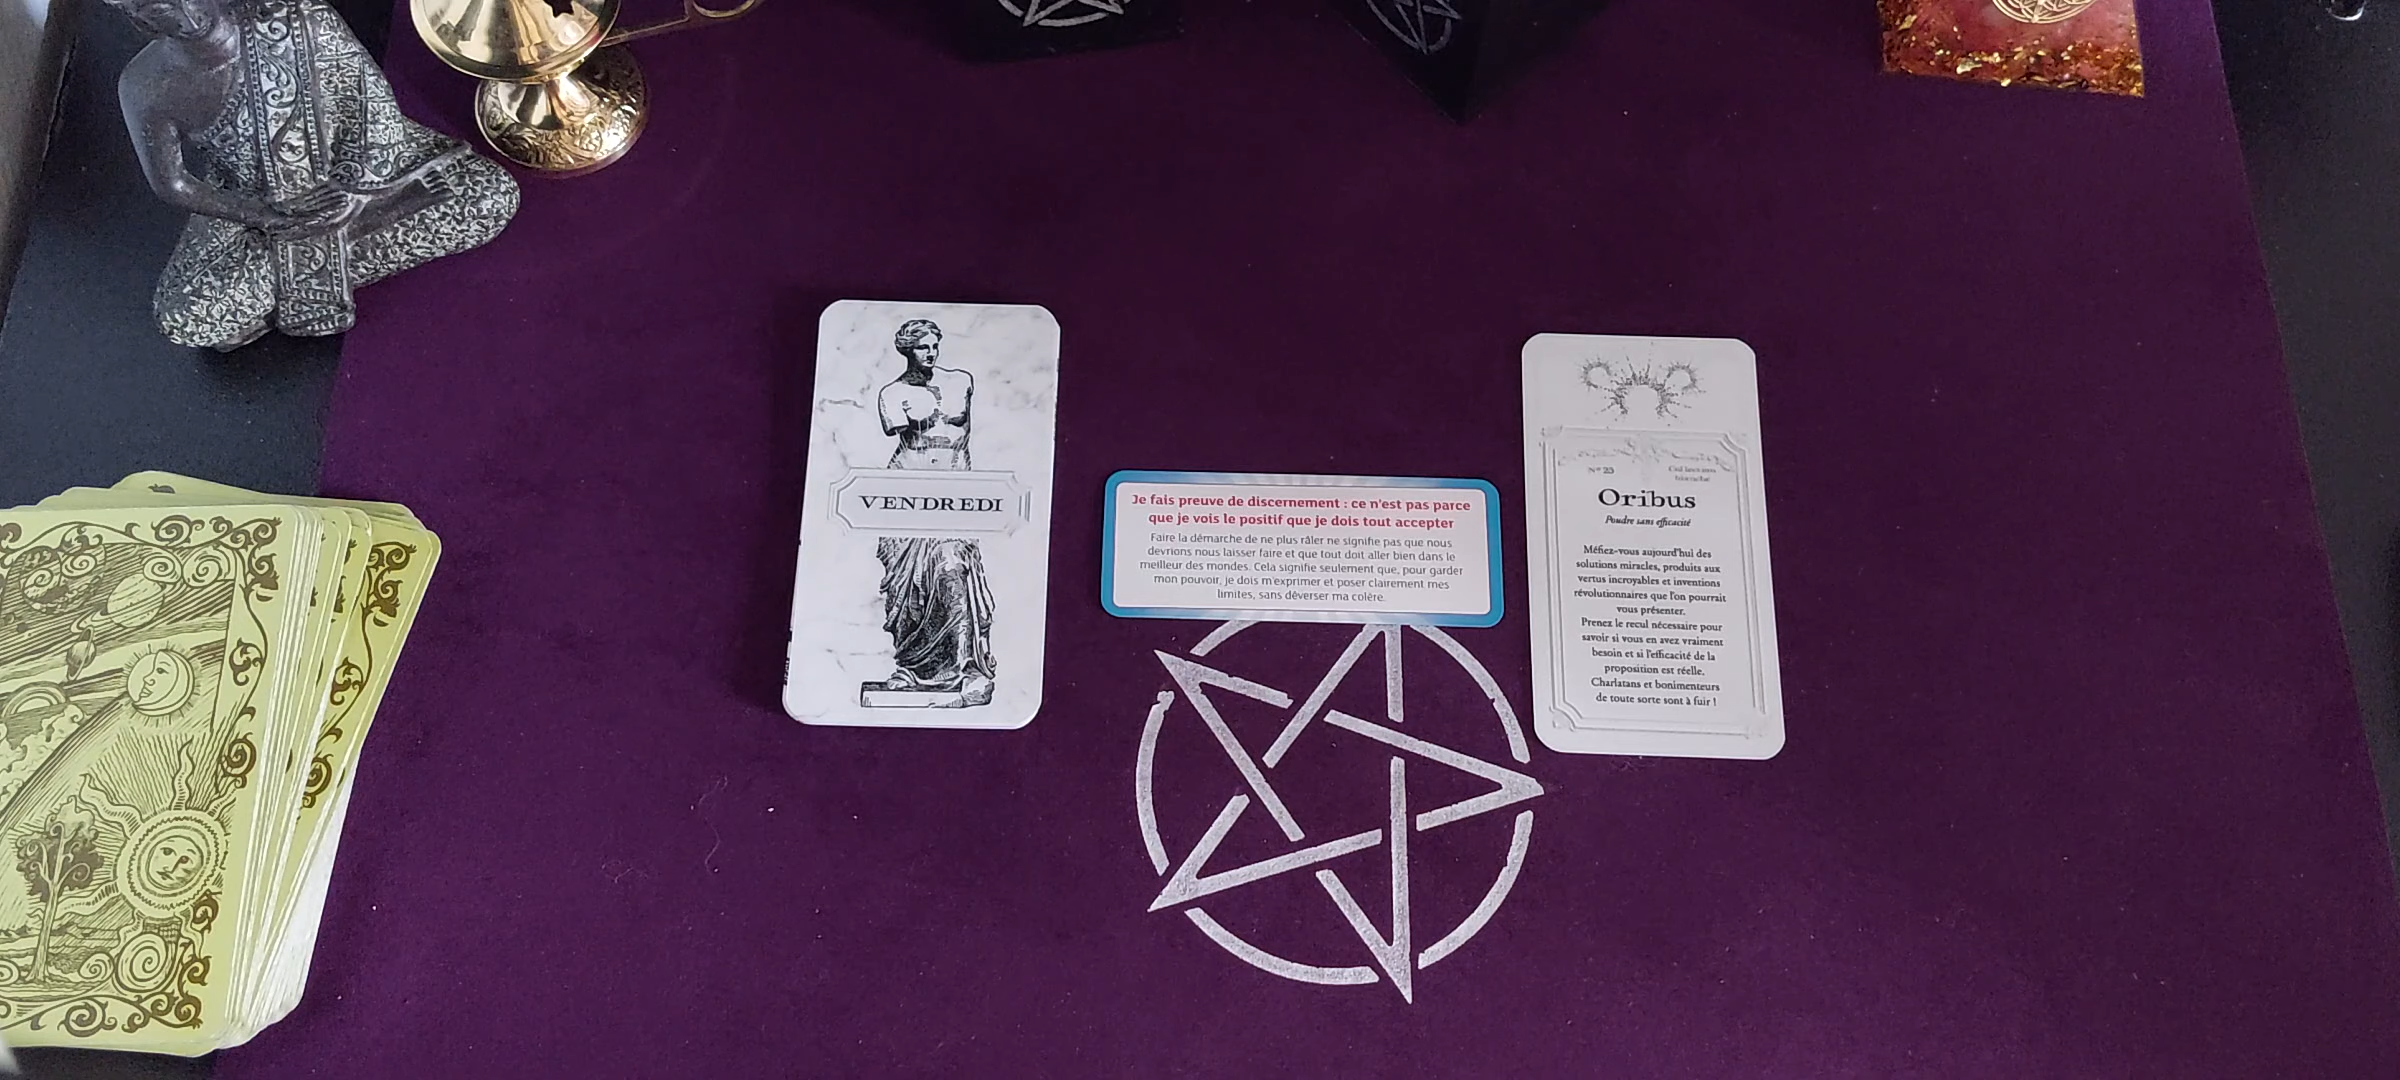 VENDREDI
Je fais preuve de discernement : ce n'est pas parce
que je vois le positif que je dois tout accepter
Faire la démarche de ne plus râler ne signifie pas que nous
devrions nous laisser faire et que tout doit aller bien dans le
meilleur des mondes. Cela signifie seulement que, pour garder
mon pouvoir, je dois m'exprimer et poser clairement mes
limites, sans déverser ma colère.
N° 23
Oribus
Poudre sans efficacité
Méfiez-vous aujourd'hui des
solutions miracles, produits aux
vertus incroyables et inventions
révolutionnaires que l'on pourrait
vous présenter.
Prenez le recul nécessaire pour
savoir si vous en avez vraiment
besoin et si l'efficacité de la
proposition est réelle.
Charlatans et bonimenteurs
de toute sorte sont à fuir !